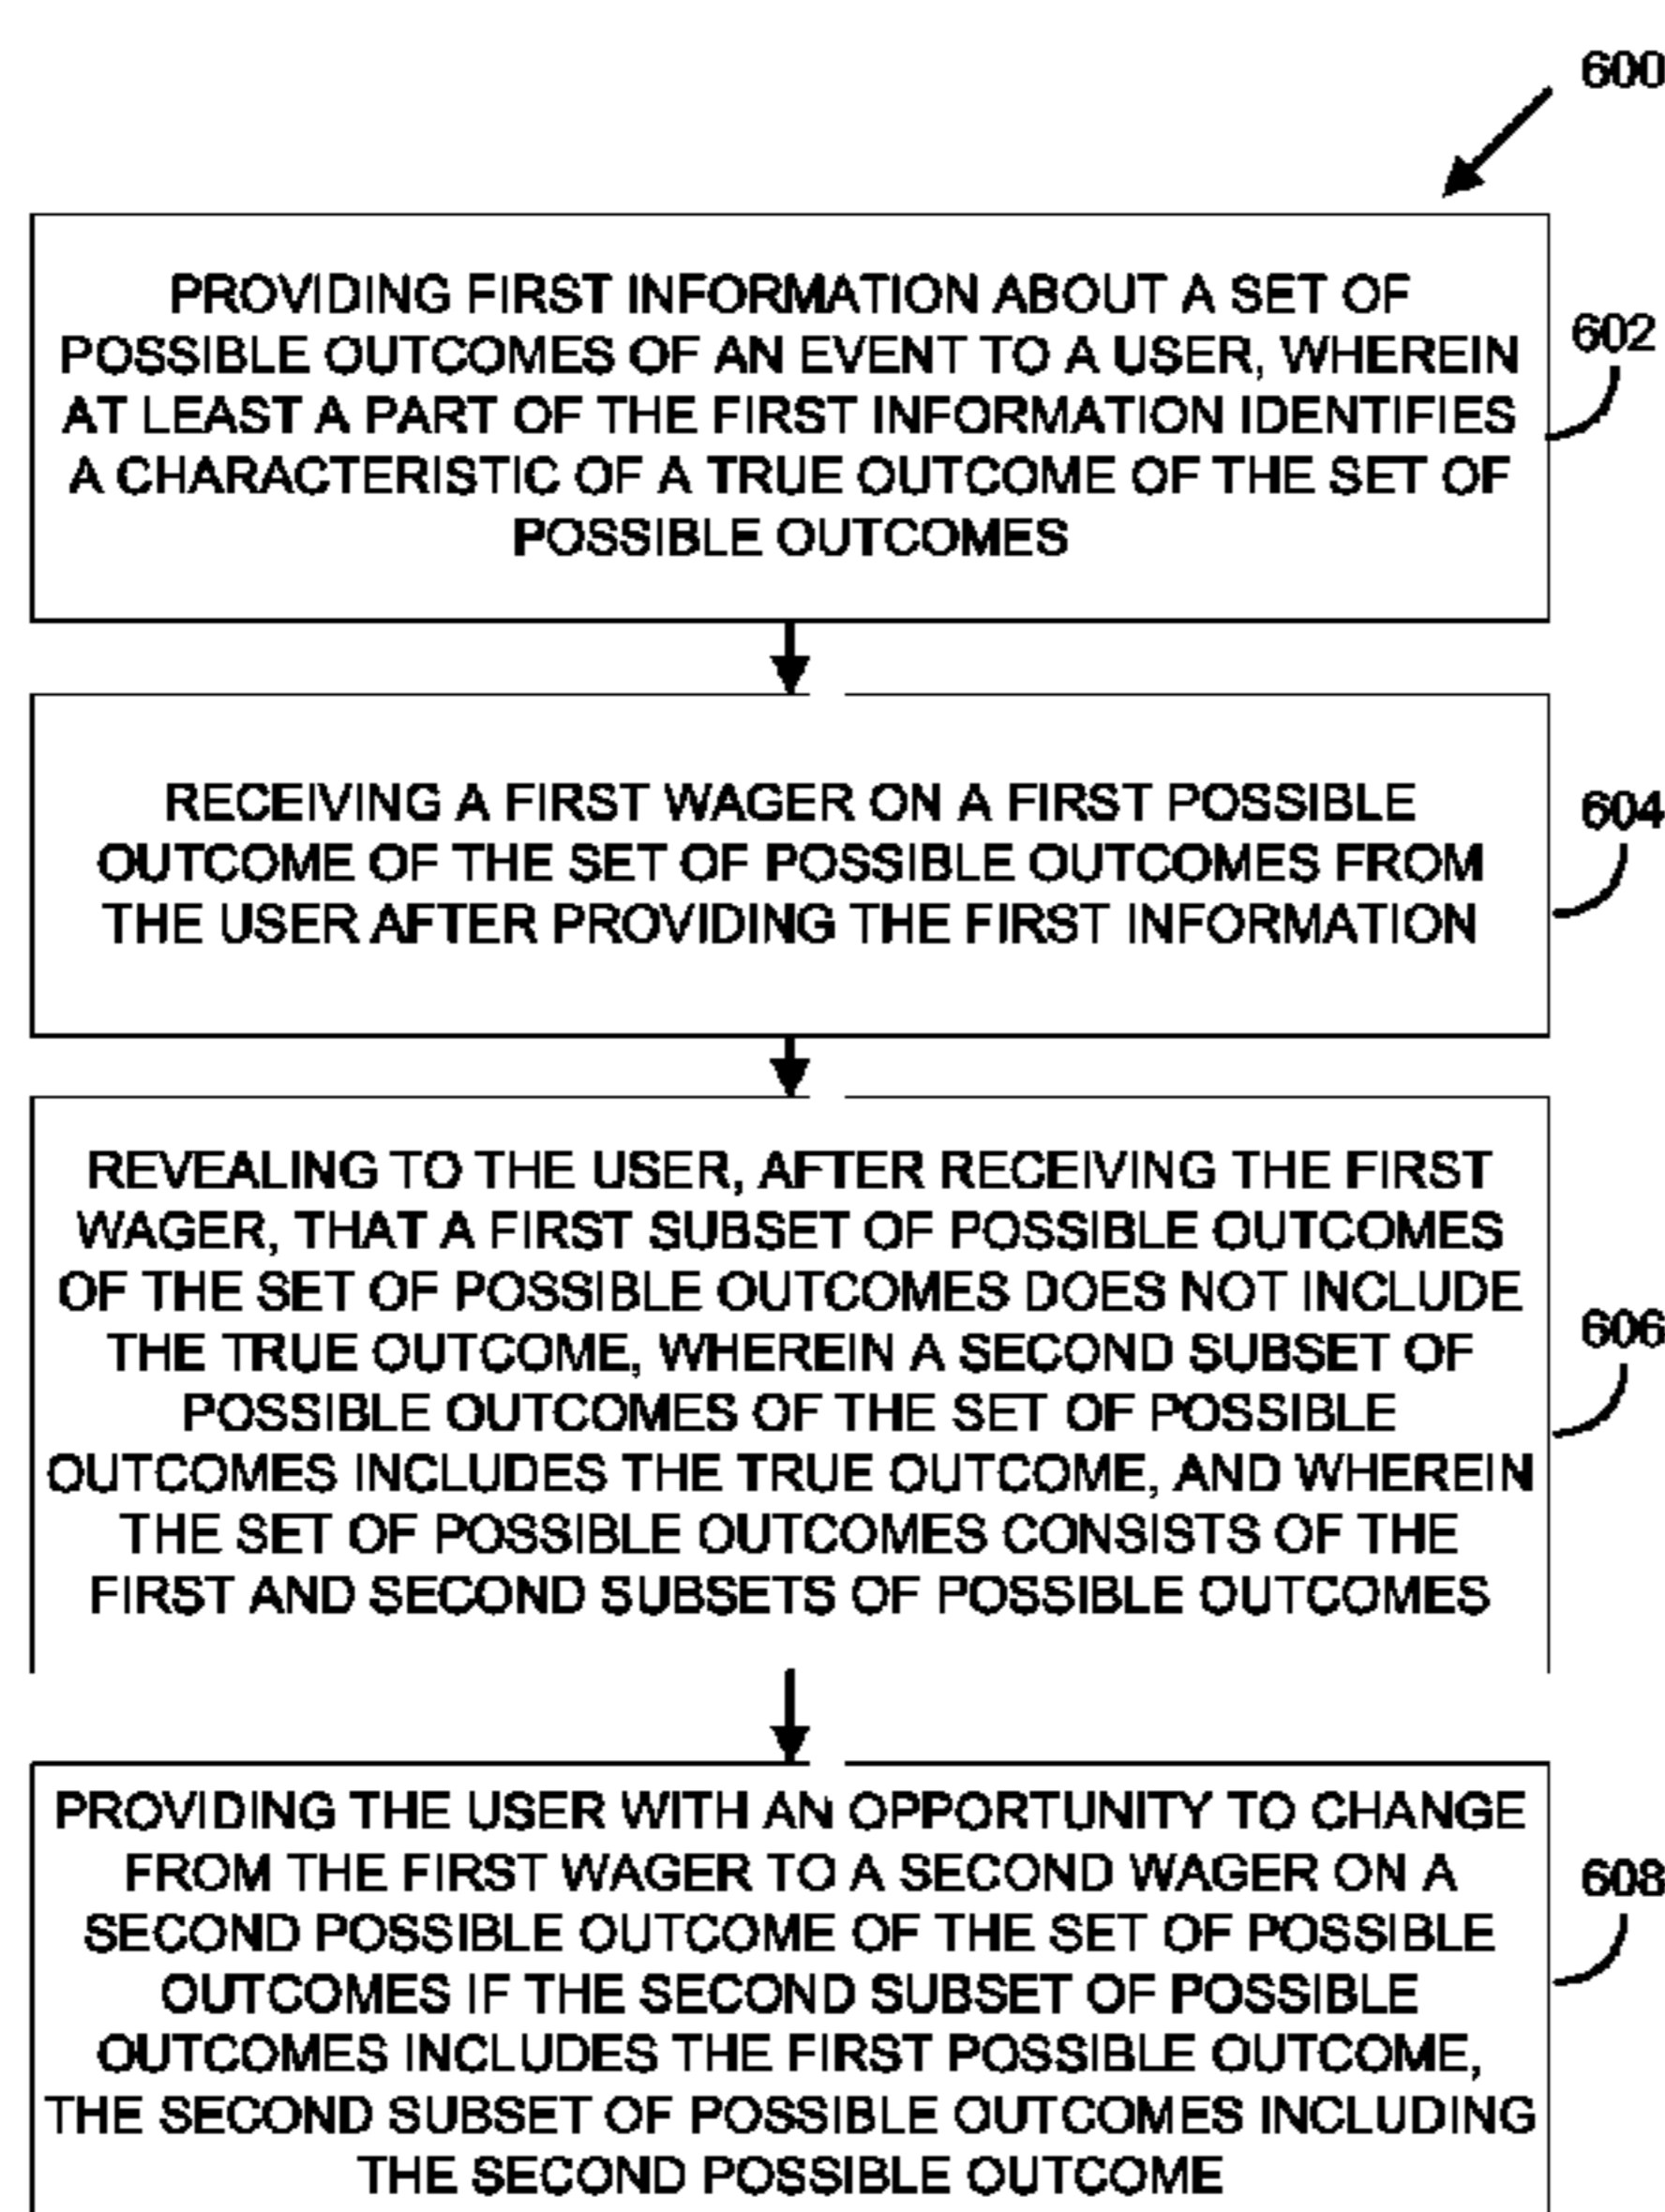 600
PROVIDING FIRST INFORMATION ABOUT A SET OF
POSSIBLE OUTCOMES OF AN EVENT TO A USER, WHEREIN
AT LEAST A PART OF THE FIRST INFORMATION IDENTIFIES
A CHARACTERISTIC OF A TRUE OUTCOME OF THE SET OF
POSSIBLE OUTCOMES
602
RECEIVING A FIRST WAGER ON A FIRST POSSIBLE
OUTCOME OF THE SET OF POSSIBLE OUTCOMES FROM
THE USER AFTER PROVIDING THE FIRST INFORMATION
604
REVEALING TO THE USER, AFTER RECEIVING THE FIRST
WAGER, THAT A FIRST SUBSET OF POSSIBLE OUTCOMES
OF THE SET OF POSSIBLE OUTCOMES DOES NOT INCLUDE
THE TRUE OUTCOME, WHEREIN A SECOND SUBSET OF
POSSIBLE OUTCOMES OF THE SET OF POSSIBLE
OUTCOMES INCLUDES THE TRUE OUTCOME, AND WHEREIN
THE SET OF POSSIBLE OUTCOMES CONSISTS OF THE
FIRST AND SECOND SUBSETS OF POSSIBLE OUTCOMES
606
PROVIDING THE USER WITH AN OPPORTUNITY TO CHANGE
FROM THE FIRST WAGER TO A SECOND WAGER ON A
SECOND POSSIBLE OUTCOME OF THE SET OF POSSIBLE
OUTCOMES IF THE SECOND SUBSET OF POSSIBLE
OUTCOMES INCLUDES THE FIRST POSSIBLE OUTCOME,
THE SECOND SUBSET OF POSSIBLE OUTCOMES INCLUDING
THE SECOND POSSIBLE OUTCOME
608